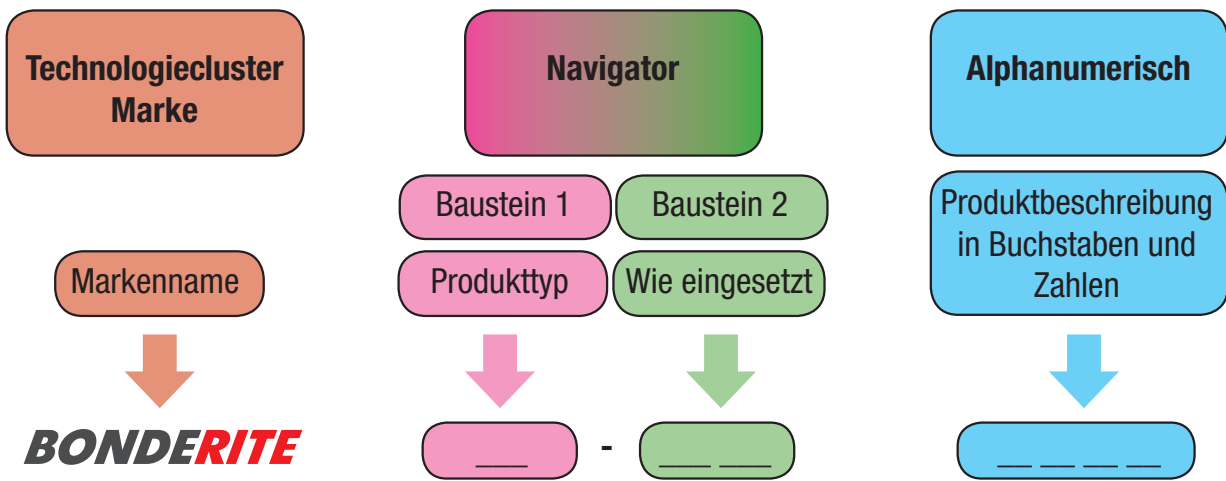 Technologiecluster
Marke
Navigator
Alphanumerisch
Baustein 1
Baustein 2
Produktbeschreibung
in Buchstaben und
Zahlen
Markenname
Produkttyp
Wie eingesetzt
BONDERITE
___ - ___ ___ __ __ __ __